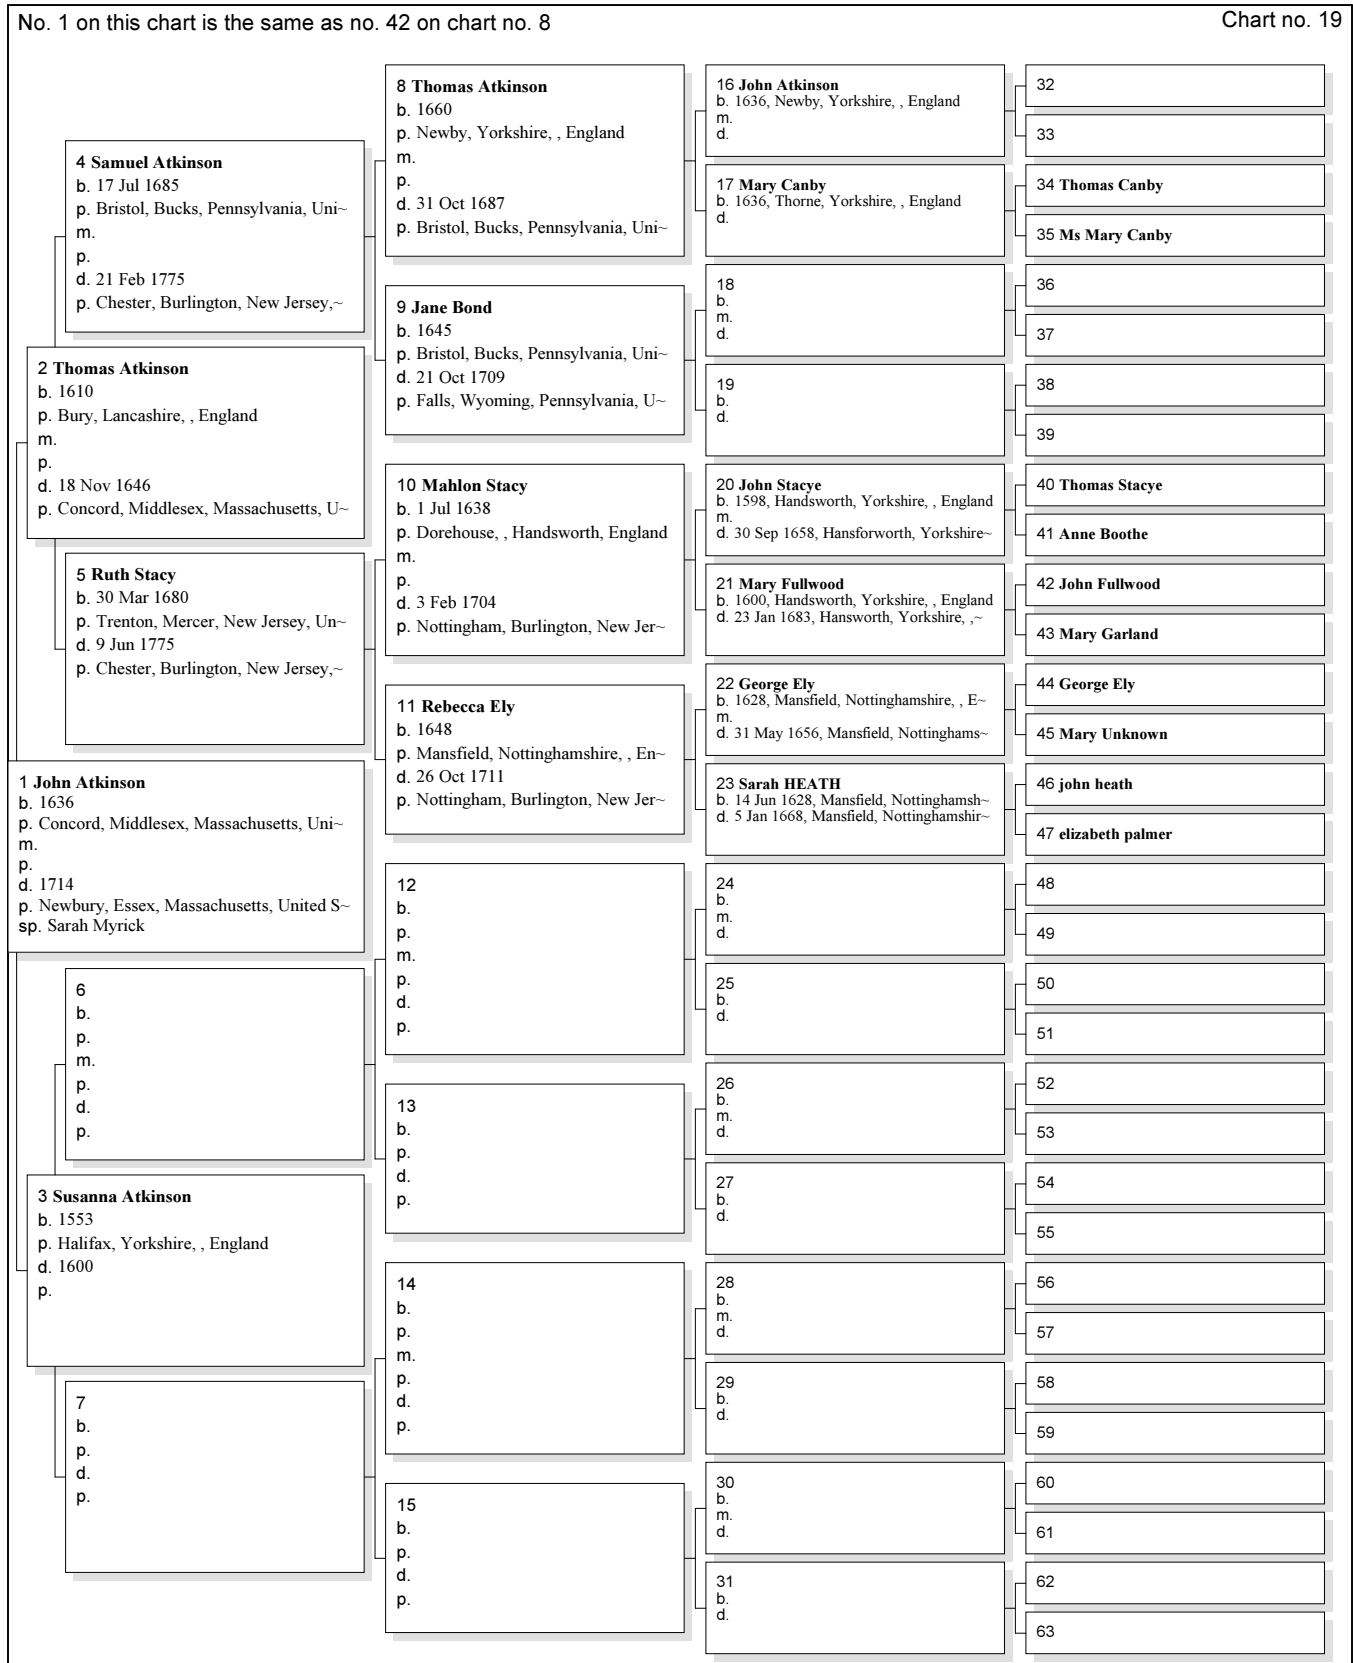 No. 1 on this chart is the same as no. 42 on chart no. 8
Chart no. 19
1 John Atkinson
b. 1636
p. Concord, Middlesex, Massachusetts, Uni~
m.
p.
d. 1714
p. Newbury, Essex, Massachusetts, United S~
sp. Sarah Myrick
2 Thomas Atkinson
b. 1610
p. Bury, Lancashire, , England
m.
p.
d. 18 Nov 1646
p. Concord, Middlesex, Massachusetts, U~
3 Susanna Atkinson
b. 1553
p. Halifax, Yorkshire, , England
d. 1600
p.
4 Samuel Atkinson
b. 17 Jul 1685
p. Bristol, Bucks, Pennsylvania, Uni~
m.
p.
d. 21 Feb 1775
p. Chester, Burlington, New Jersey,~
5 Ruth Stacy
b. 30 Mar 1680
p. Trenton, Mercer, New Jersey, Un~
d. 9 Jun 1775
p. Chester, Burlington, New Jersey,~
6
b.
p.
m.
p.
d.
p.
7
b.
p.
d.
p.
8 Thomas Atkinson
b. 1660
p. Newby, Yorkshire, , England
m.
p.
d. 31 Oct 1687
p. Bristol, Bucks, Pennsylvania, Uni~
9 Jane Bond
b. 1645
p. Bristol, Bucks, Pennsylvania, Uni~
d. 21 Oct 1709
p. Falls, Wyoming, Pennsylvania, U~
10 Mahlon Stacy
b. 1 Jul 1638
p. Dorehouse, , Handsworth, England
m.
p.
d. 3 Feb 1704
p. Nottingham, Burlington, New Jer~
11 Rebecca Ely
b. 1648
p. Mansfield, Nottinghamshire, , En~
d. 26 Oct 1711
p. Nottingham, Burlington, New Jer~
12
b.
p.
m.
p.
d.
p.
13
b.
p.
d.
p.
14
b.
p.
m.
p.
d.
p.
15
b.
p.
d.
p.
16 John Atkinson
b. 1636, Newby, Yorkshire, , England
m.
d.
17 Mary Canby
b. 1636, Thorne, Yorkshire, , England
d.
18
b.
m.
d.
19
b.
d.
20 John Stacye
b. 1598, Handsworth, Yorkshire, , England
m.
d. 30 Sep 1658, Hansforworth, Yorkshire~
21 Mary Fullwood
b. 1600, Handsworth, Yorkshire, , England
d. 23 Jan 1683, Hansworth, Yorkshire, ,~
22 George Ely
b. 1628, Mansfield, Nottinghamshire, , E~
m.
d. 31 May 1656, Mansfield, Nottinghams~
23 Sarah HEATH
b. 14 Jun 1628, Mansfield, Nottinghamsh~
d. 5 Jan 1668, Mansfield, Nottinghamshir~
24
b.
m.
d.
25
b.
d.
26
b.
m.
d.
27
b.
d.
28
b.
m.
d.
29
b.
d.
30
b.
m.
d.
31
b.
d.
32
33
34 Thomas Canby
35 Ms Mary Canby
36
37
38
39
40 Thomas Stacye
41 Anne Boothe
42 John Fullwood
43 Mary Garland
44 George Ely
45 Mary Unknown
46 john heath
47 elizabeth palmer
48
49
50
51
52
53
54
55
56
57
58
59
60
61
62
63